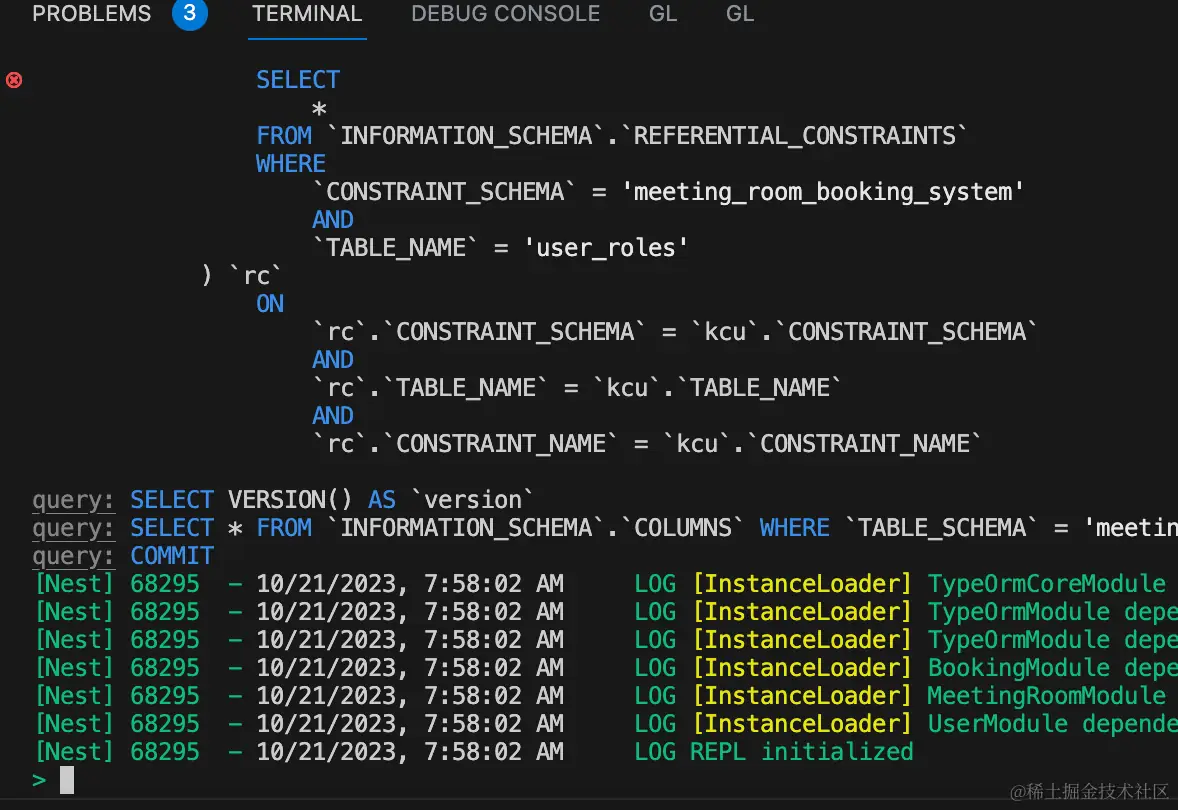 PROBLEMS 3 TERMINAL DEBUG CONSOLE GL GL
SELECT
*
FROM `INFORMATION_SCHEMA`.`REFERENTIAL_CONSTRAINTS`
WHERE
`CONSTRAINT_SCHEMA` = 'meeting_room_booking_system'
AND
`TABLE_NAME` = 'user_roles'
) `rc`
ON
`rc`.`CONSTRAINT_SCHEMA` = `kcu`.`CONSTRAINT_SCHEMA`
AND
`rc`.`TABLE_NAME` = `kcu`.`TABLE_NAME`
AND
`rc`.`CONSTRAINT_NAME` = `kcu`.`CONSTRAINT_NAME`
query: SELECT VERSION() AS `version`
query: SELECT * FROM `INFORMATION_SCHEMA`.`COLUMNS` WHERE `TABLE_SCHEMA` = 'meetin
query: COMMIT
[Nest] 68295  - 10/21/2023, 7:58:02 AM     LOG [InstanceLoader] TypeOrmCoreModule
[Nest] 68295  - 10/21/2023, 7:58:02 AM     LOG [InstanceLoader] TypeOrmModule depe
[Nest] 68295  - 10/21/2023, 7:58:02 AM     LOG [InstanceLoader] TypeOrmModule depe
[Nest] 68295  - 10/21/2023, 7:58:02 AM     LOG [InstanceLoader] BookingModule depe
[Nest] 68295  - 10/21/2023, 7:58:02 AM     LOG [InstanceLoader] MeetingRoomModule
[Nest] 68295  - 10/21/2023, 7:58:02 AM     LOG [InstanceLoader] UserModule depende
[Nest] 68295  - 10/21/2023, 7:58:02 AM     LOG REPL initialized
>
@稀土掘金技术社区